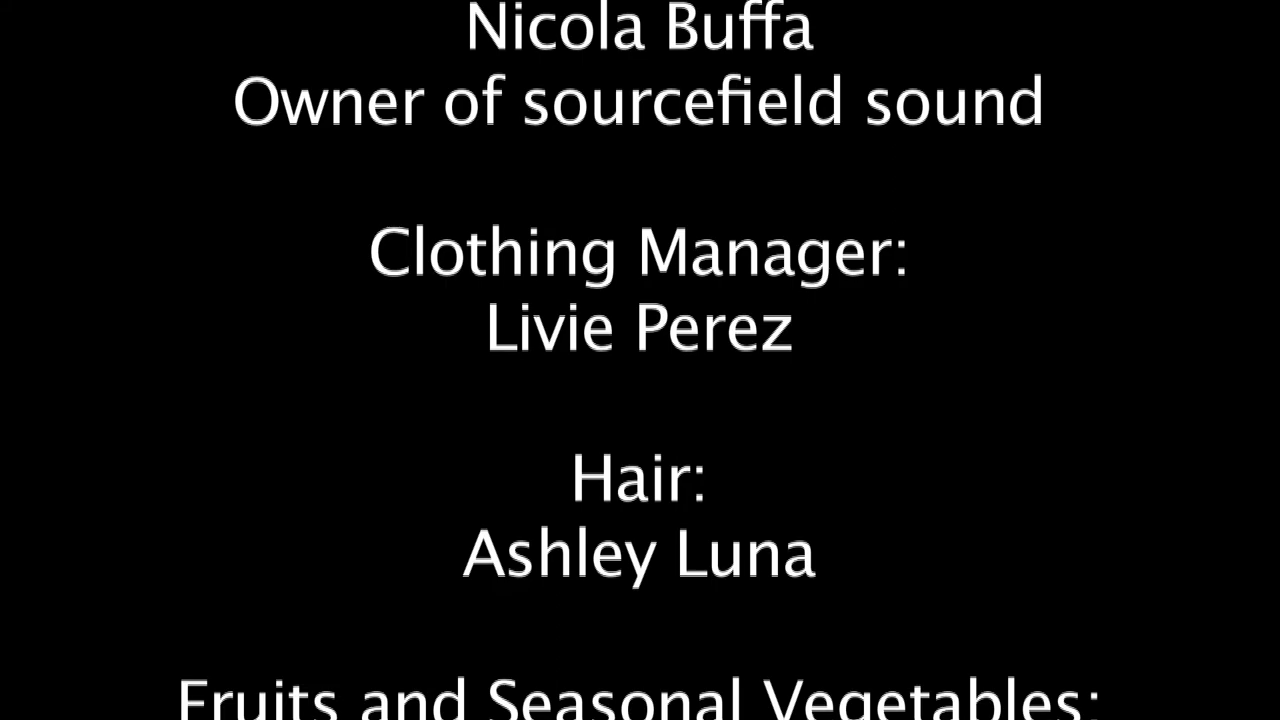 Nicola Buffa
Owner of sourcefield sound
Clothing Manager:
Livie Perez
Hair:
Ashley Luna
Fruits and Seasonal Vegetables: